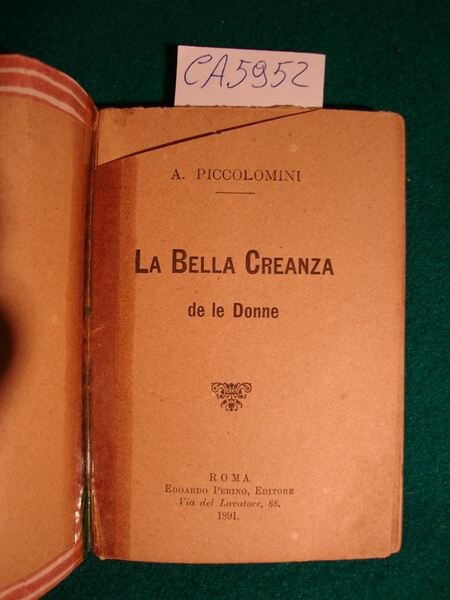 CA5952
A. PICCOLOMINI
LA BELLA CREANZA
de le Donne
ROMA
EDOARDO PERINO, EDITORE
Via del Lavatore, 88.
1891.